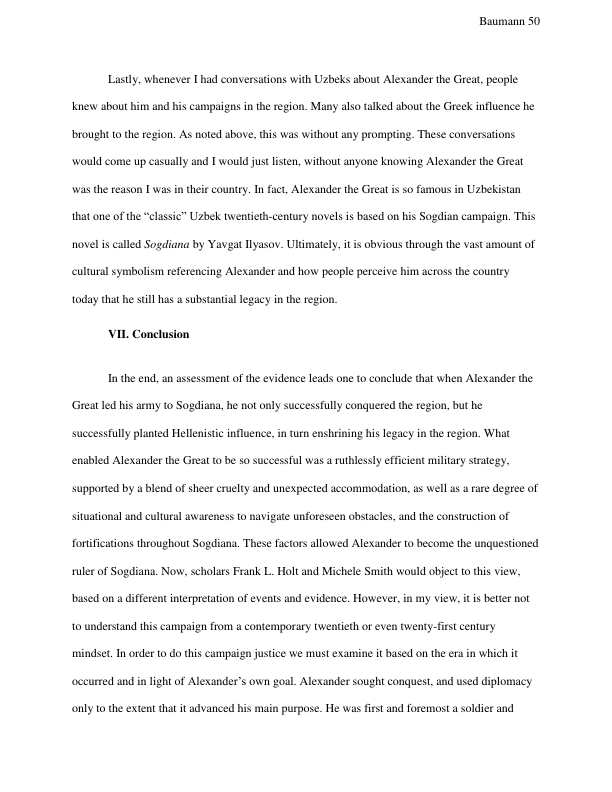 Baumann 50
Lastly, whenever I had conversations with Uzbeks about Alexander the Great, people
knew about him and his campaigns in the region. Many also talked about the Greek influence he
brought to the region. As noted above, this was without any prompting. These conversations
would come up casually and I would just listen, without anyone knowing Alexander the Great
was the reason I was in their country. In fact, Alexander the Great is so famous in Uzbekistan
that one of the “classic” Uzbek twentieth-century novels is based on his Sogdian campaign. This
novel is called Sogdiana by Yavgat Ilyasov. Ultimately, it is obvious through the vast amount of
cultural symbolism referencing Alexander and how people perceive him across the country
today that he still has a substantial legacy in the region.
VII. Conclusion
In the end, an assessment of the evidence leads one to conclude that when Alexander the
Great led his army to Sogdiana, he not only successfully conquered the region, but he
successfully planted Hellenistic influence, in turn enshrining his legacy in the region. What
enabled Alexander the Great to be so successful was a ruthlessly efficient military strategy,
supported by a blend of sheer cruelty and unexpected accommodation, as well as a rare degree of
situational and cultural awareness to navigate unforeseen obstacles, and the construction of
fortifications throughout Sogdiana. These factors allowed Alexander to become the unquestioned
ruler of Sogdiana. Now, scholars Frank L. Holt and Michele Smith would object to this view,
based on a different interpretation of events and evidence. However, in my view, it is better not
to understand this campaign from a contemporary twentieth or even twenty-first century
mindset. In order to do this campaign justice we must examine it based on the era in which it
occurred and in light of Alexander’s own goal. Alexander sought conquest, and used diplomacy
only to the extent that it advanced his main purpose. He was first and foremost a soldier and